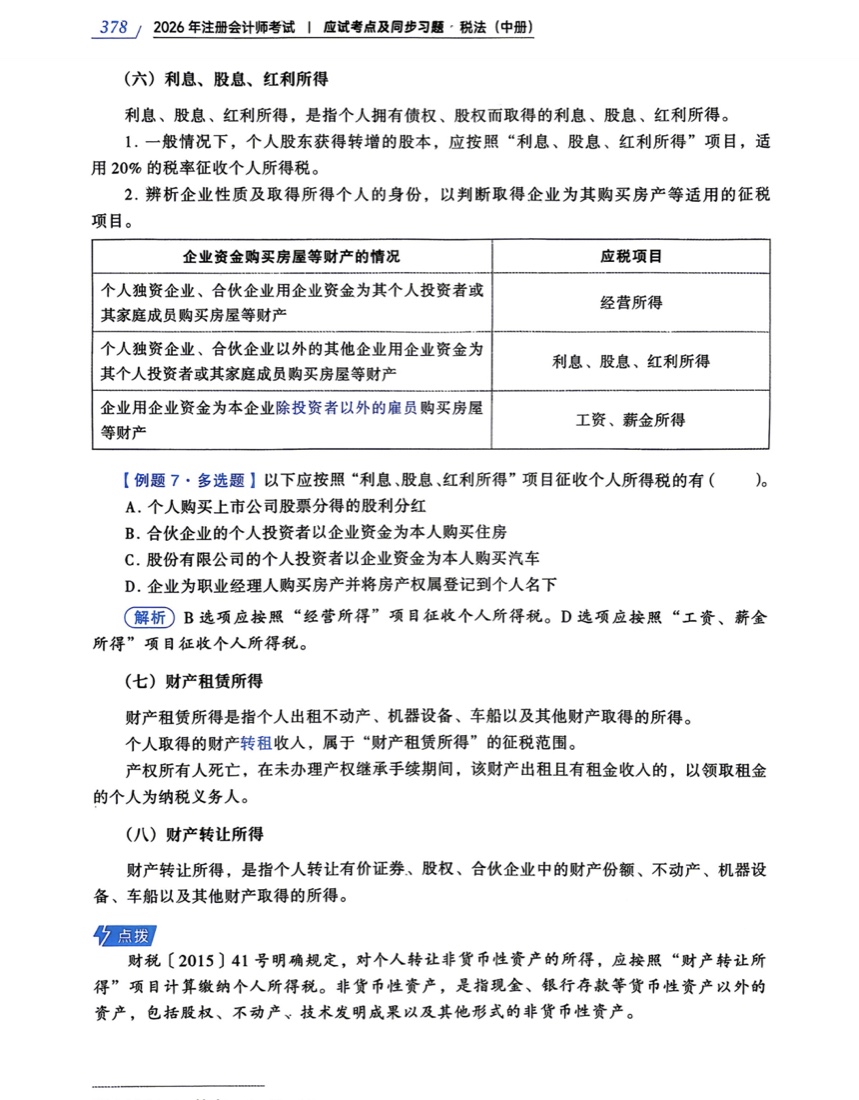 378 2026年注册会计师考试 | 应试考点及同步习题·税法(中册)
(六)利息、股息、红利所得
利息、股息、红利所得，是指个人拥有债权、股权而取得的利息、股息、红利所得。
1. 一般情况下，个人股东获得转增的股本，应按照“利息、股息、红利所得”项目，适
用 20% 的税率征收个人所得税。
2. 辨析企业性质及取得所得个人的身份，以判断取得企业为其购买房产等适用的征税
项目。
企业资金购买房屋等财产的情况 应税项目
个人独资企业、合伙企业用企业资金为其个人投资者或
其家庭成员购买房屋等财产
经营所得
个人独资企业、合伙企业以外的其他企业用企业资金为
其个人投资者或其家庭成员购买房屋等财产
利息、股息、红利所得
企业用企业资金为本企业除投资者以外的雇员购买房屋
等财产
工资、薪金所得
【例题 7·多选题】以下应按照“利息、股息、红利所得”项目征收个人所得税的有( )。
A. 个人购买上市公司股票分得的股利分红
B. 合伙企业的个人投资者以企业资金为本人购买住房
C. 股份有限公司的个人投资者以企业资金为本人购买汽车
D. 企业为职业经理人购买房产并将房产权属登记到个人名下
解析 B 选项应按照“经营所得”项目征收个人所得税。D 选项应按照“工资、薪金
所得”项目征收个人所得税。
(七)财产租赁所得
财产租赁所得是指个人出租不动产、机器设备、车船以及其他财产取得的所得。
个人取得的财产转租收入，属于“财产租赁所得”的征税范围。
产权所有人死亡，在未办理产权继承手续期间，该财产出租且有租金收入的，以领取租金
的个人为纳税义务人。
(八)财产转让所得
财产转让所得，是指个人转让有价证券、股权、合伙企业中的财产份额、不动产、机器设
备、车船以及其他财产取得的所得。
点拨
财税〔2015〕41 号明确规定，对个人转让非货币性资产的所得，应按照“财产转让所
得”项目计算缴纳个人所得税。非货币性资产，是指现金、银行存款等货币性资产以外的
资产，包括股权、不动产、技术发明成果以及其他形式的非货币性资产。